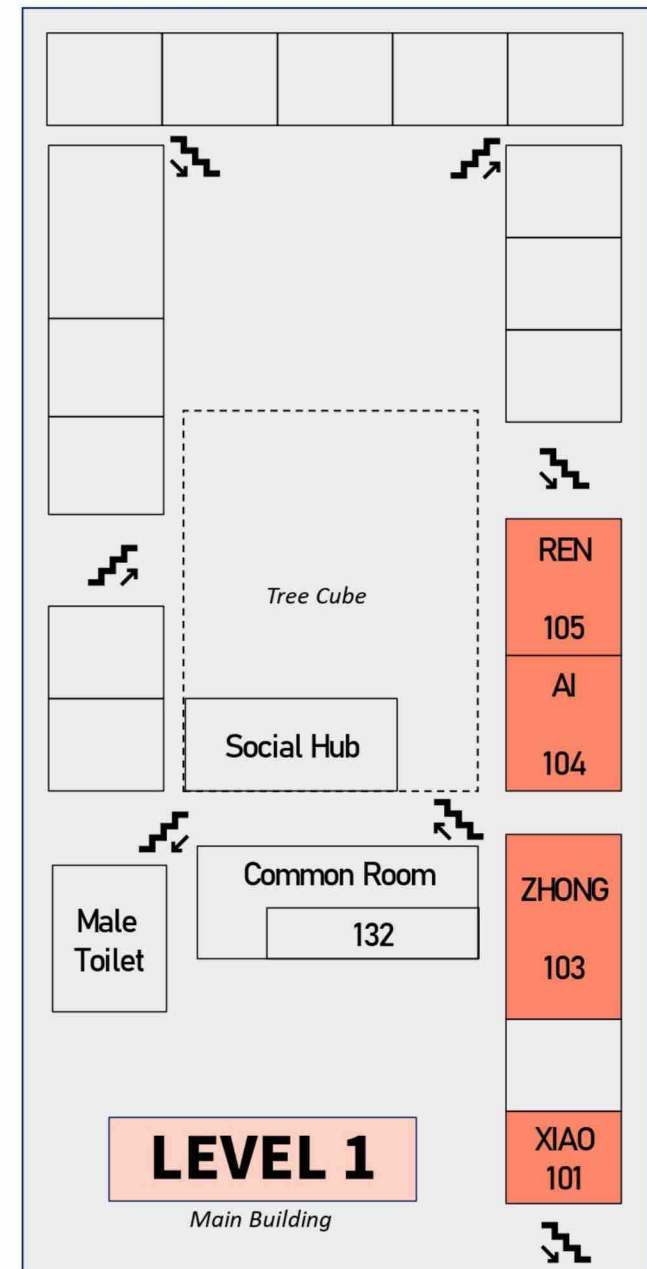 REN
105
Tree Cube
AI
104
Social Hub
Common Room
132
Male
Toilet
ZHONG
103
LEVEL 1
Main Building
XIAO
101